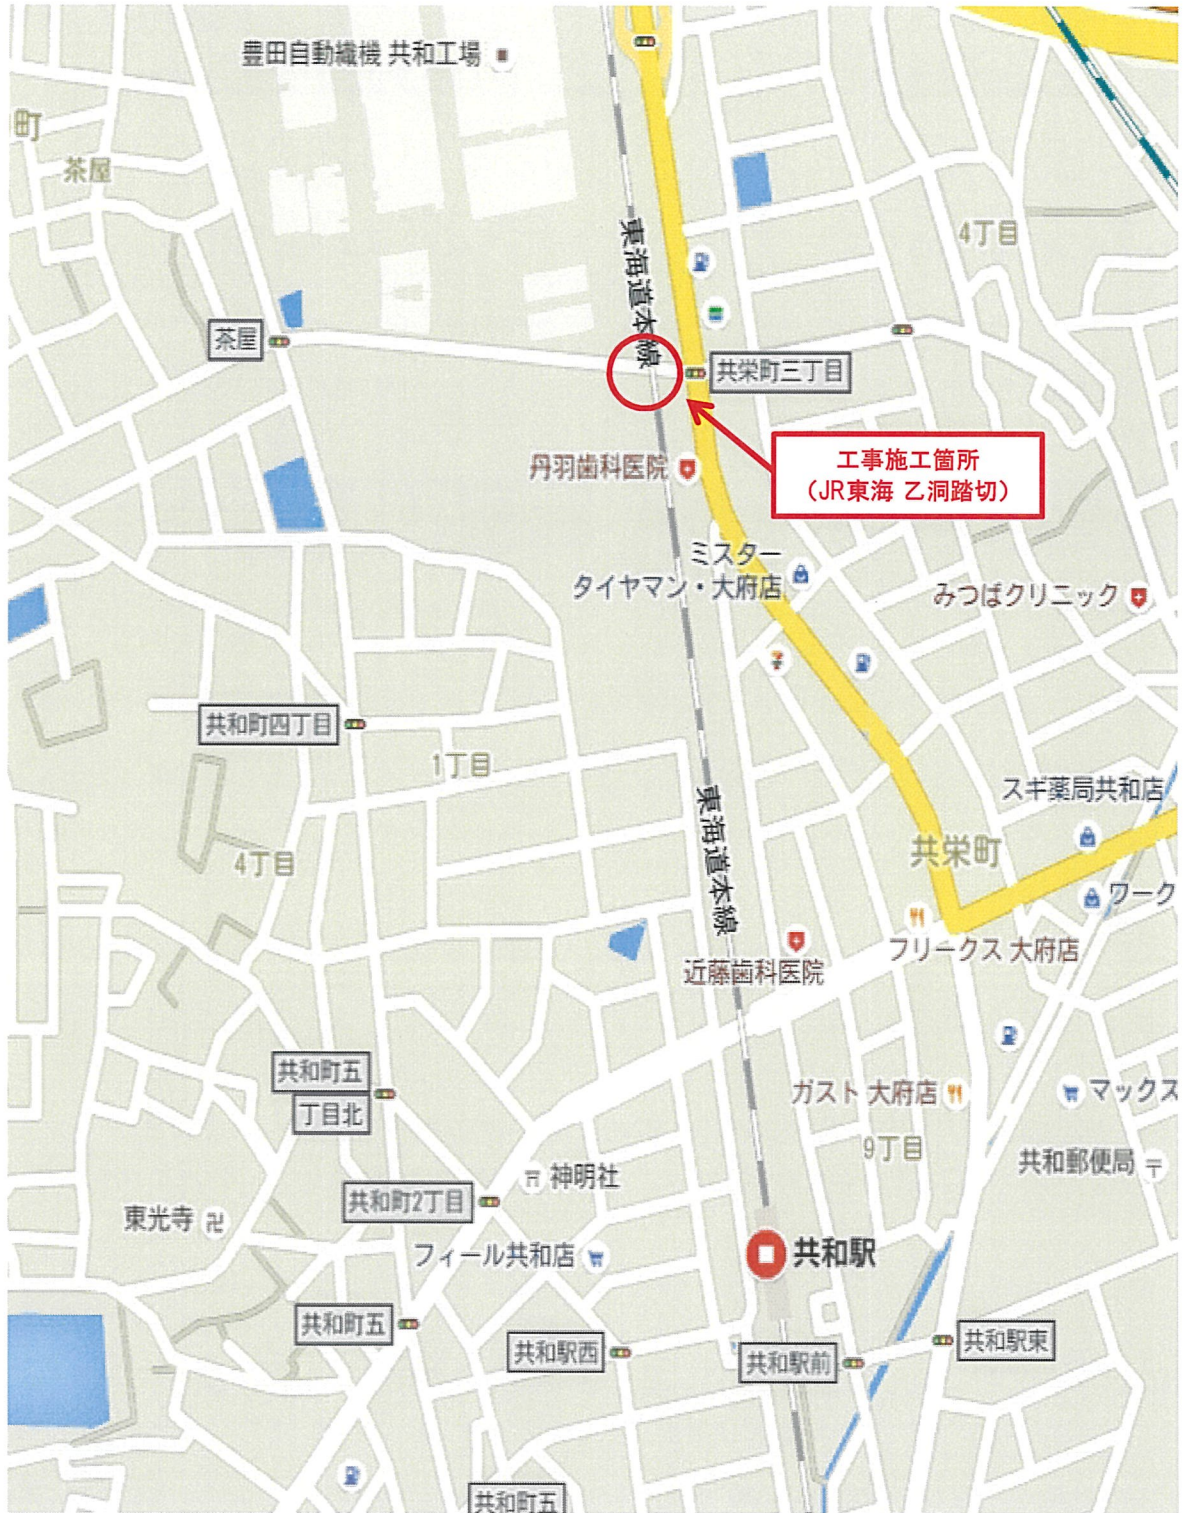 豊田自動織機 共和工場
町
茶屋
4丁目
東海道本線
茶屋
共栄町三丁目
丹羽歯科医院
工事施工箇所
（JR東海 乙洞踏切）
ミスター
タイヤマン・大府店
みつばクリニック
共和町四丁目
1丁目
スギ薬局共和店
東海道本線
共栄町
4丁目
ワーク
フリークス 大府店
近藤歯科医院
共和町五
丁目北
ガスト 大府店
マックス
9丁目
共和郵便局
神明社
共和町2丁目
東光寺
フィール共和店
共和駅
共和町五
共和駅西
共和駅前
共和駅東
共和町五